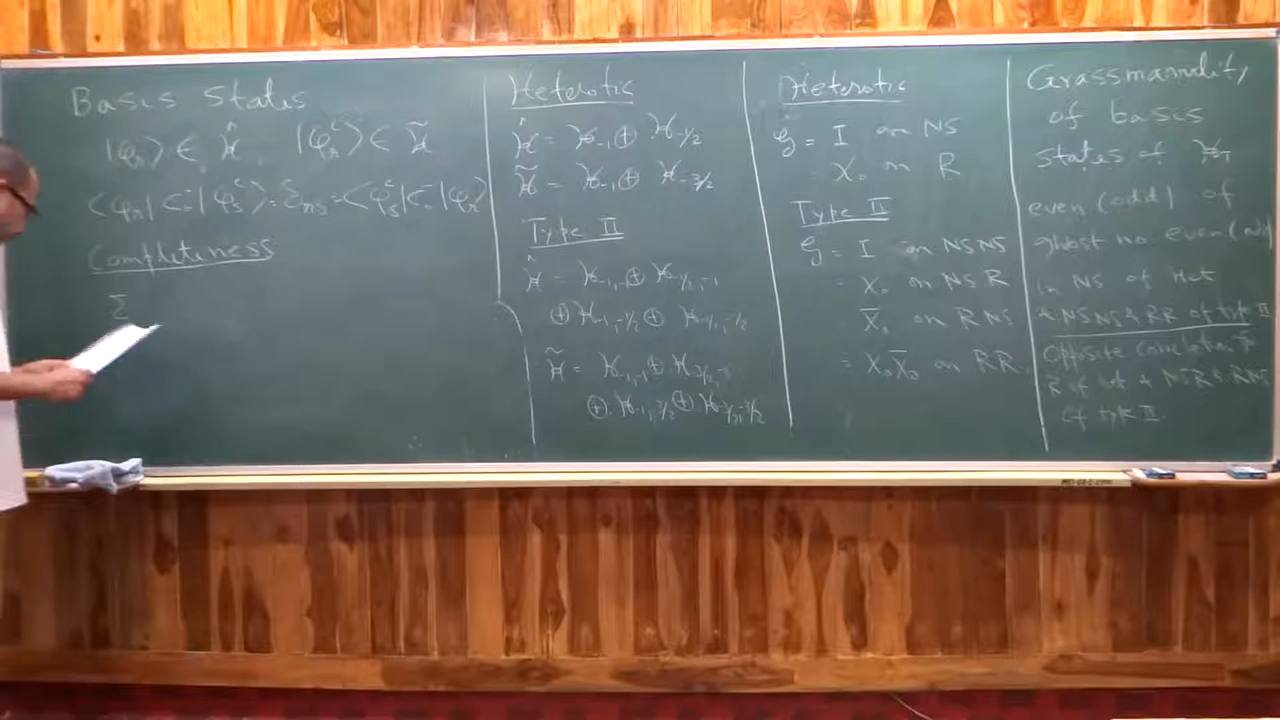 Basis States
|φ_r⟩ ∈ Ĥ, |φ_r^c⟩ ∈ H̃
⟨φ_r| c_0^- |φ_s^c⟩ = δ_rs = ⟨φ_s^c| c_0^- |φ_r⟩
Completeness
Σ
Heterotic
Ĥ = H_-1 ⊕ H_-1/2
H̃ = H_-1 ⊕ H_-3/2
Type II
Ĥ = H_-1,-1 ⊕ H_-1/2,-1
⊕ H_-1,-1/2 ⊕ H_-1/2,-1/2
H̃ = H_-1,-1 ⊕ H_-3/2,-1
⊕ H_-1,-3/2 ⊕ H_-3/2,-3/2
Heterotic
G = I on NS
X_0 on R
Type II
G = I on NSNS
= X_0 on NSR
X̄_0 on RNS
= X_0 X̄_0 on RR
Grassmannality
of basis
states of H_T
even (odd) if
ghost no even (odd)
in NS of Het
& NSNS & RR of type II
Opposite correlation in
R of het & NSR & RNS
of type II.